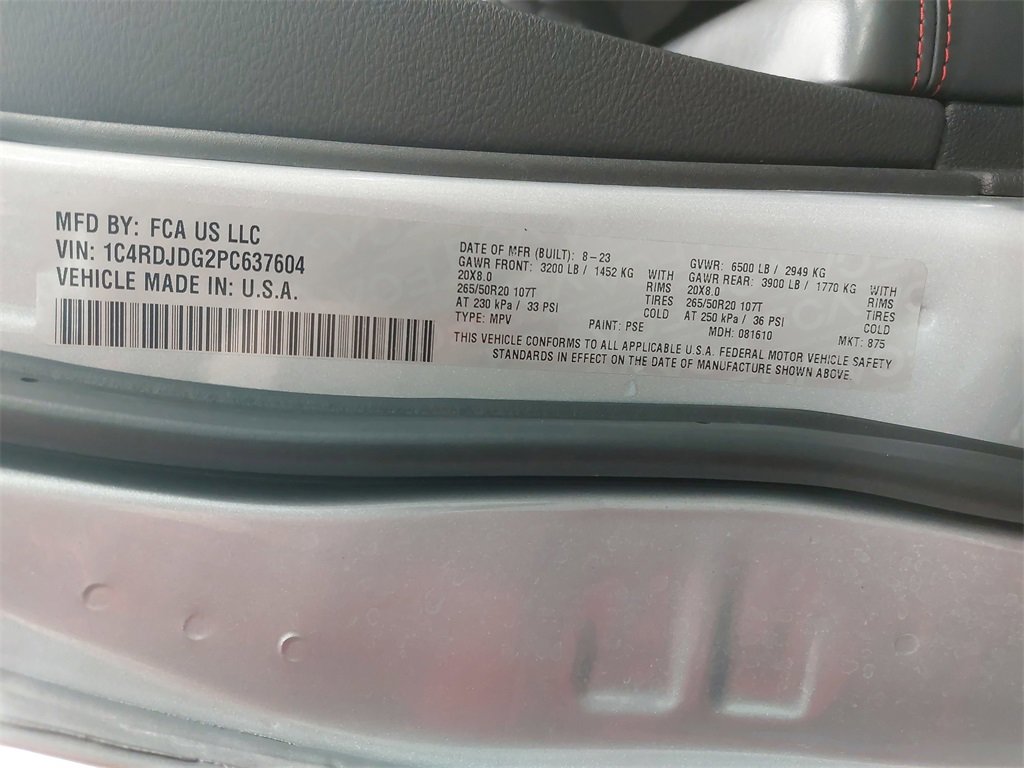 MFD BY: FCA US LLC
VIN: 1C4RDJDG2PC637604
VEHICLE MADE IN: U.S.A.
DATE OF MFR (BUILT): 8-23
GAWR FRONT: 3200 LB / 1452 KG WITH
20X8.0 RIMS
265/50R20 107T TIRES
AT 230 kPa / 33 PSI COLD
TYPE: MPV PAINT: PSE
GVWR: 6500 LB / 2949 KG
GAWR REAR: 3900 LB / 1770 KG WITH
20X8.0 RIMS
265/50R20 107T TIRES
AT 250 kPa / 36 PSI COLD
MDH: 081610 MKT: 875
THIS VEHICLE CONFORMS TO ALL APPLICABLE U.S.A. FEDERAL MOTOR VEHICLE SAFETY
STANDARDS IN EFFECT ON THE DATE OF MANUFACTURE SHOWN ABOVE.